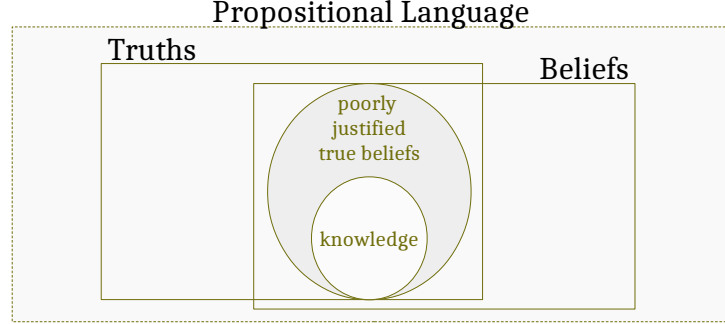 Propositional Language
Truths
Beliefs
poorly
justified
true beliefs
knowledge